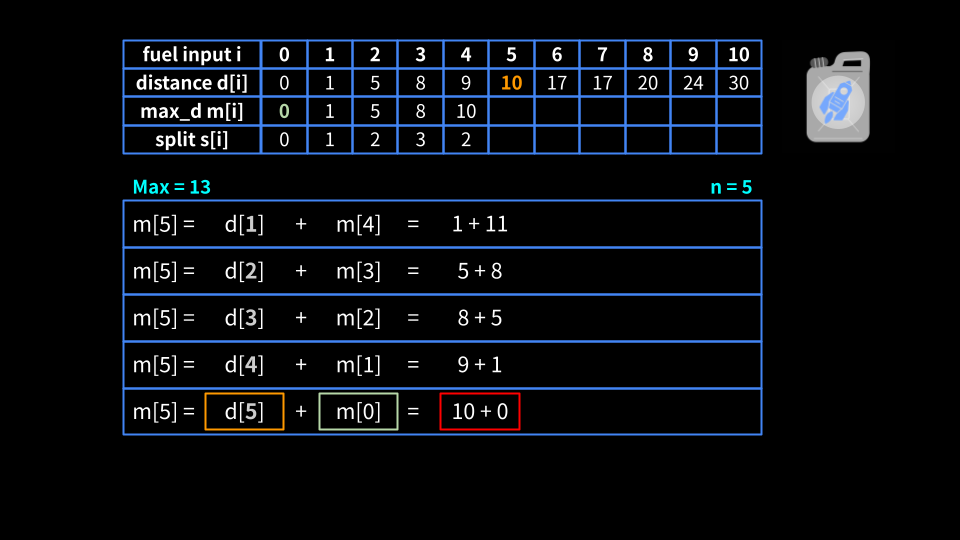 fuel input i 0 1 2 3 4 5 6 7 8 9 10
distance d[i] 0 1 5 8 9 10 17 17 20 24 30
max_d m[i] 0 1 5 8 10
split s[i] 0 1 2 3 2
Max = 13 n = 5
m[5] = d[1] + m[4] = 1 + 11
m[5] = d[2] + m[3] = 5 + 8
m[5] = d[3] + m[2] = 8 + 5
m[5] = d[4] + m[1] = 9 + 1
m[5] = d[5] + m[0] = 10 + 0